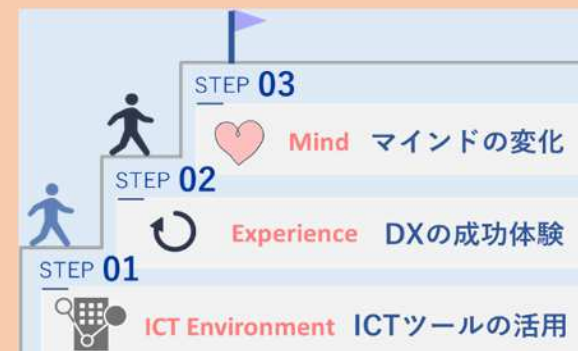 STEP 03
Mind マインドの変化
STEP 02
Experience DXの成功体験
STEP 01
ICT Environment ICTツールの活用